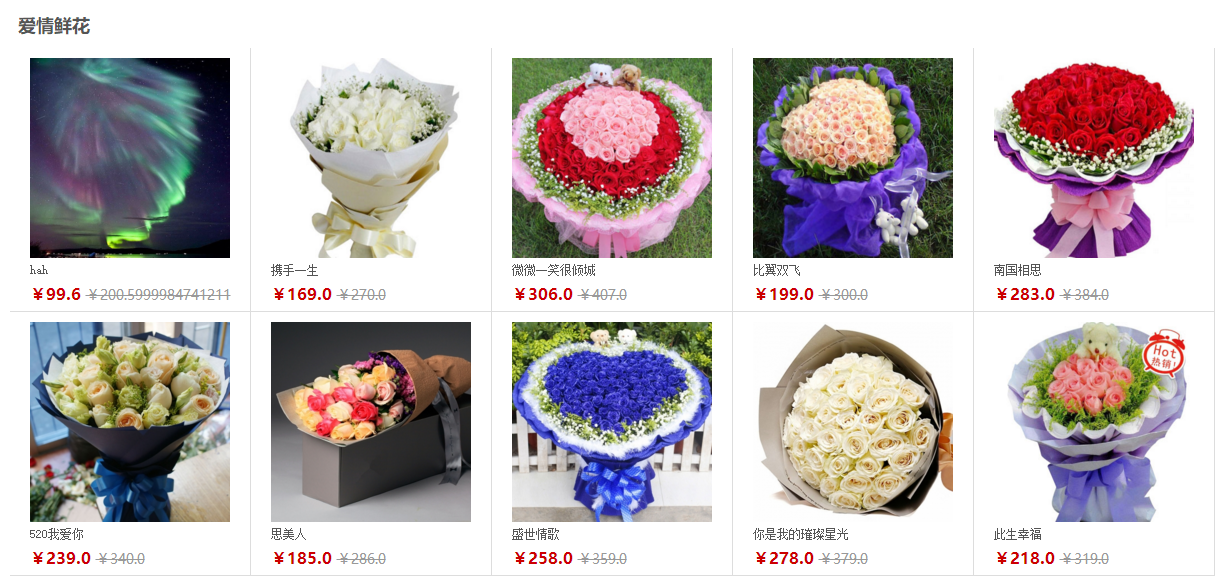 爱情鲜花
hah
￥99.6 ￥200.5999984741211
携手一生
￥169.0 ￥270.0
微微一笑很倾城
￥306.0 ￥407.0
比翼双飞
￥199.0 ￥300.0
南国相思
￥283.0 ￥384.0
520我爱你
￥239.0 ￥340.0
思美人
￥185.0 ￥286.0
盛世情歌
￥258.0 ￥359.0
你是我的璀璨星光
￥278.0 ￥379.0
Hot
热销!
此生幸福
￥218.0 ￥319.0